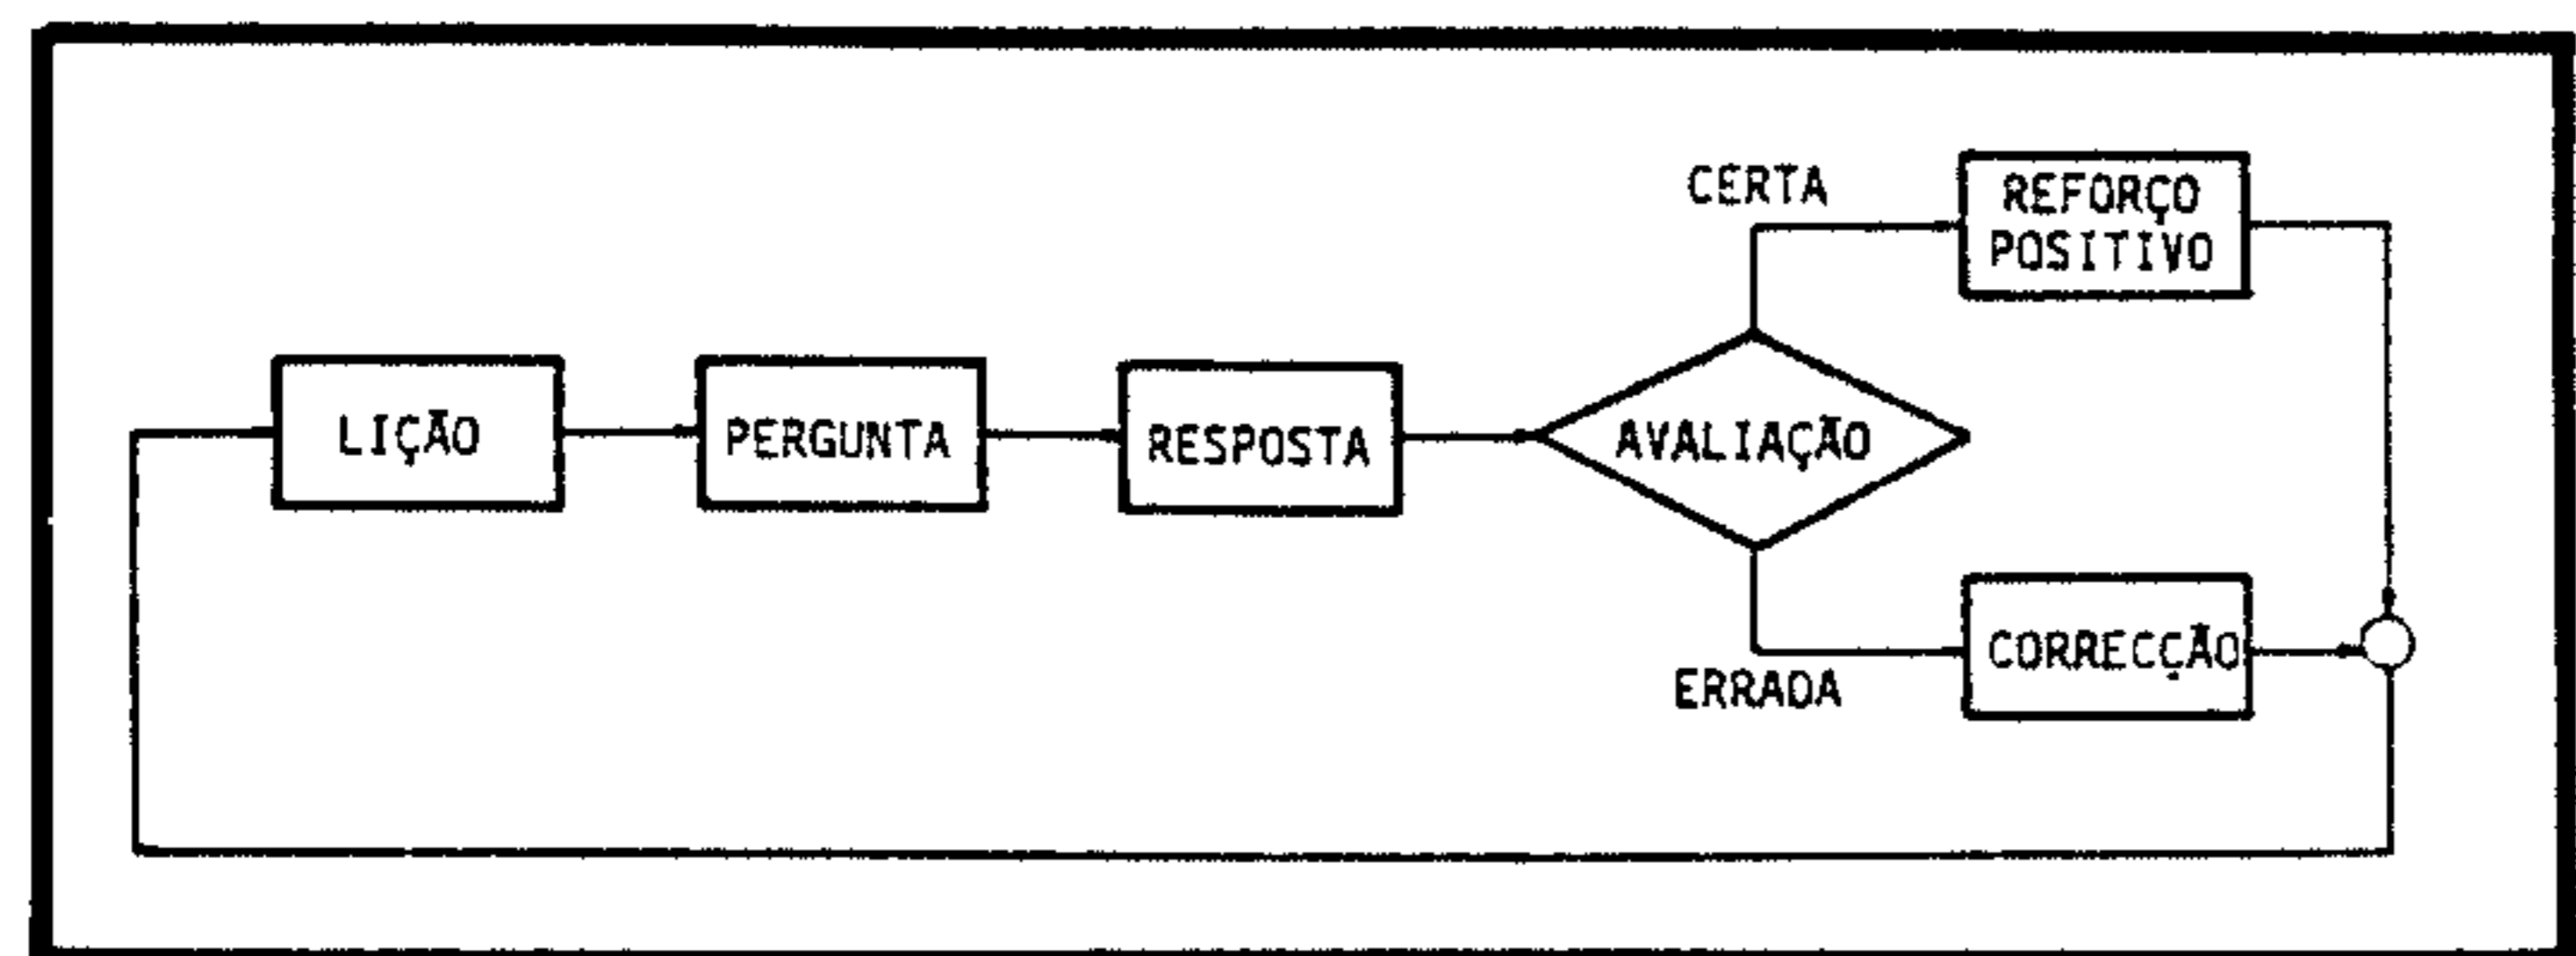 LIÇÃO
PERGUNTA
RESPOSTA
AVALIAÇÃO
CERTA
REFORÇO
POSITIVO
ERRADA
CORRECÇÃO